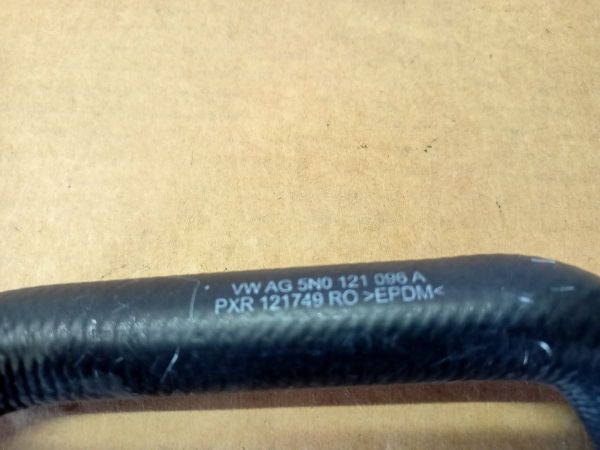 VW AG 5N0 121 096 A
PXR 121749 RO >EPDM<